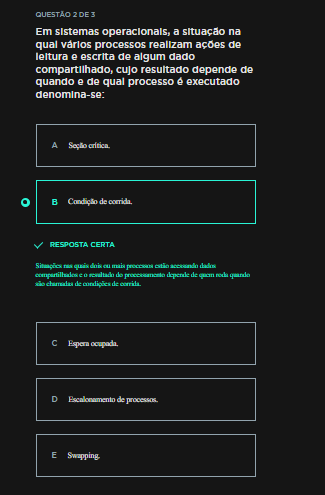 QUESTÃO 2 DE 3
Em sistemas operacionais, a situação na
qual vários processos realizam ações de
leitura e escrita de algum dado
compartilhado, cujo resultado depende de
quando e de qual processo é executado
denomina-se:
A Seção crítica.
B Condição de corrida.
RESPOSTA CERTA
Situações nas quais dois ou mais processos estão acessando dados
compartilhados e o resultado do processamento depende de quem roda quando
são chamadas de condições de corrida.
C Espera ocupada.
D Escalonamento de processos.
E Swapping.